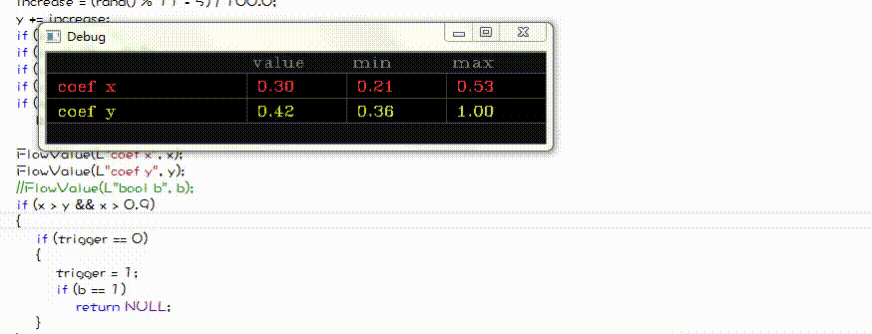 increase = (rand() % 11 - 5) / 100.0;
y += increase;
if (
if (
if (
if (
if (
Debug
value min max
coef x 0.30 0.21 0.53
coef y 0.42 0.36 1.00
FlowValue(L"coef x", x);
FlowValue(L"coef y", y);
//FlowValue(L"bool b", b);
if (x > y && x > 0.9)
{
if (trigger == 0)
{
trigger = 1;
if (b == 1)
return NULL;
}